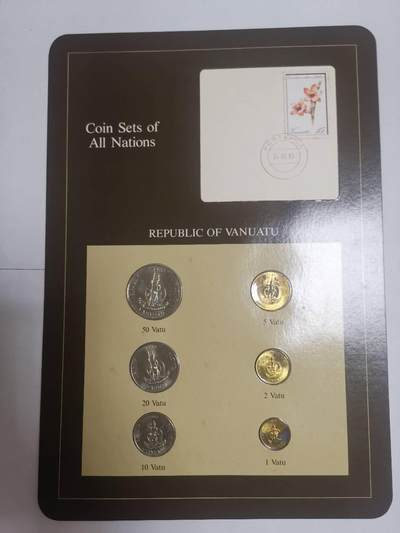 Coin Sets of
All Nations
REPUBLIC OF VANUATU
50 Vatu
5 Vatu
20 Vatu
2 Vatu
10 Vatu
1 Vatu